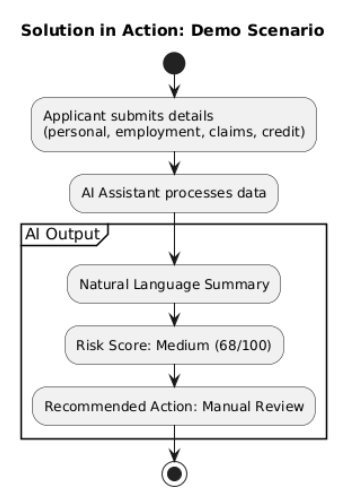 Solution in Action: Demo Scenario
Applicant submits details
(personal, employment, claims, credit)
AI Assistant processes data
AI Output
Natural Language Summary
Risk Score: Medium (68/100)
Recommended Action: Manual Review